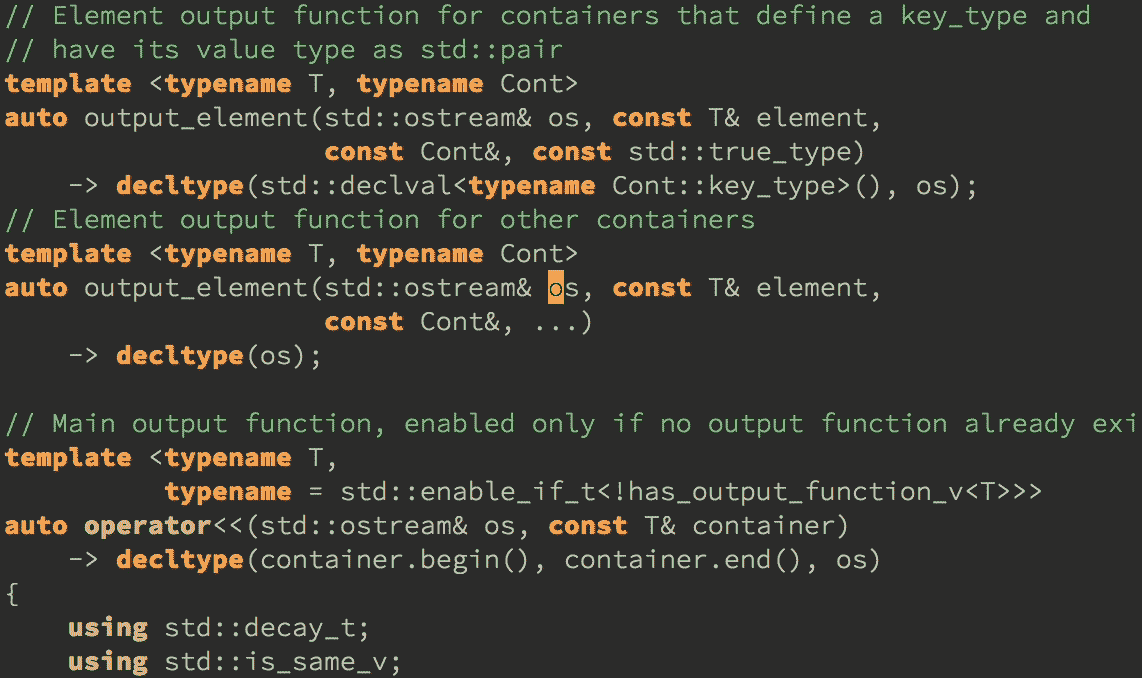 // Element output function for containers that define a key_type and
// have its value type as std::pair
template <typename T, typename Cont>
auto output_element(std::ostream& os, const T& element,
                    const Cont&, const std::true_type)
    -> decltype(std::declval<typename Cont::key_type>(), os);
// Element output function for other containers
template <typename T, typename Cont>
auto output_element(std::ostream& os, const T& element,
                    const Cont&, ...)
    -> decltype(os);

// Main output function, enabled only if no output function already exi
template <typename T,
          typename = std::enable_if_t<!has_output_function_v<T>>>
auto operator<<(std::ostream& os, const T& container)
    -> decltype(container.begin(), container.end(), os)
{
    using std::decay_t;
    using std::is_same_v;